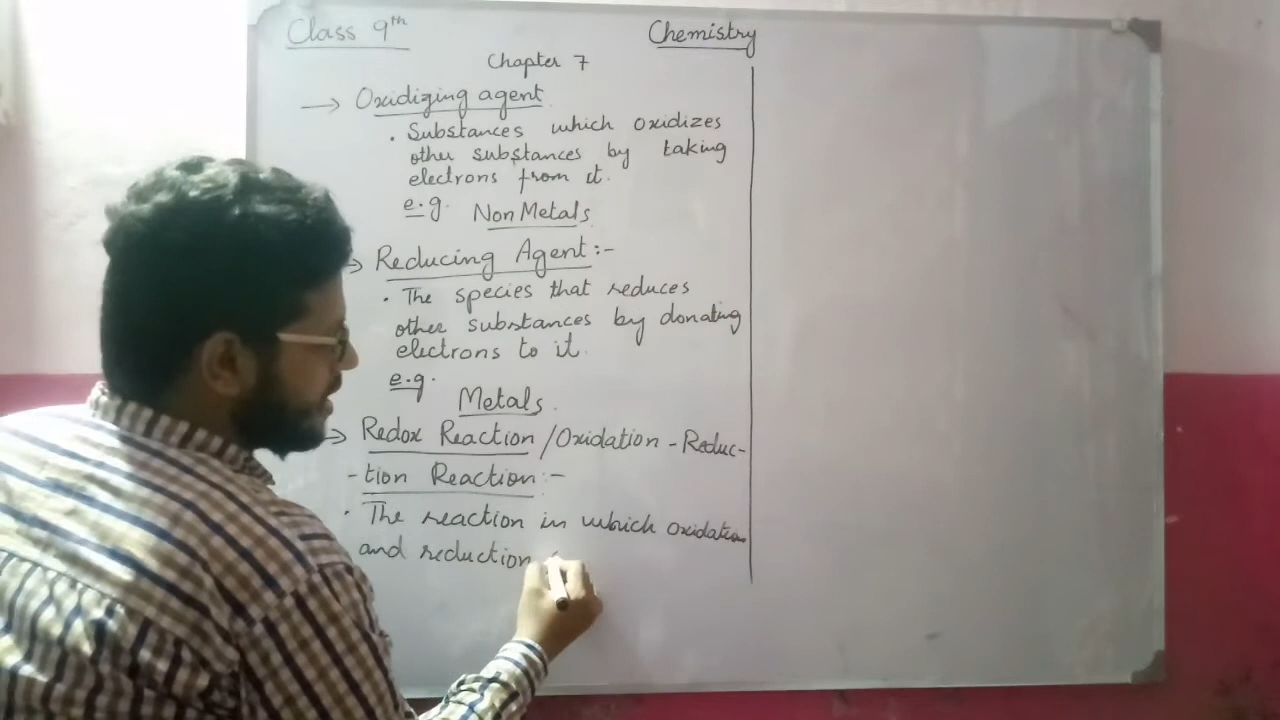 Class 9th
Chemistry
Chapter 7
→ Oxidizing agent
• Substances which oxidizes
other substances by taking
electrons from it.
e.g. Non Metals
→ Reducing Agent :-
• The species that reduces
other substances by donating
electrons to it.
e.g.
Metals.
→ Redox Reaction / Oxidation - Reduc-
- tion Reaction :-
• The reaction in which oxidation
and reduction